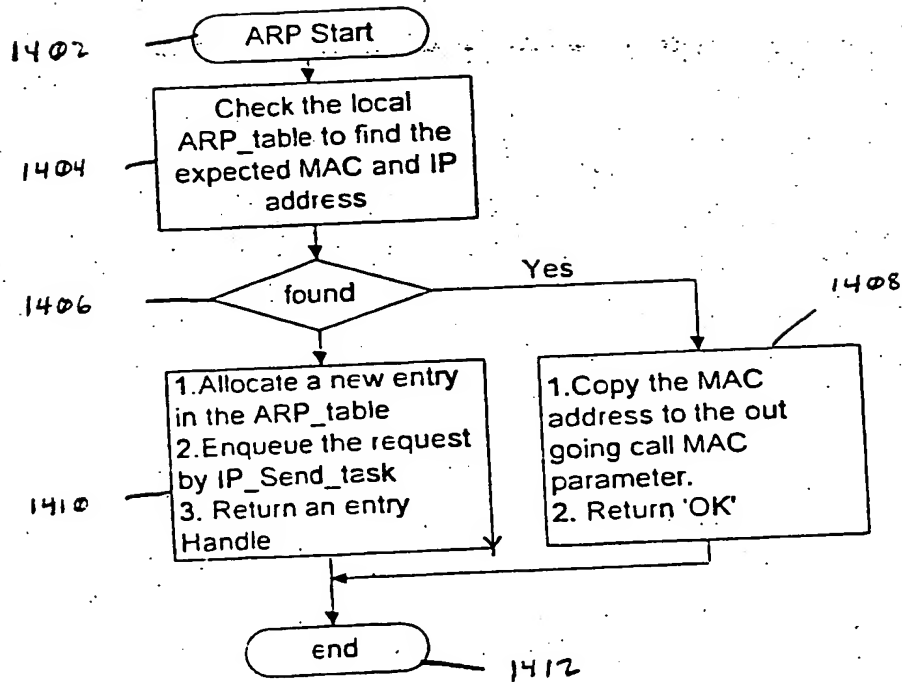 1402
ARP Start
1404
Check the local
ARP_table to find the
expected MAC and IP
address
1406
found
Yes
1408
1410
1.Allocate a new entry
in the ARP_table
2.Enqueue the request
by IP_Send_task
3. Return an entry
Handle
1.Copy the MAC
address to the out
going call MAC
parameter.
2. Return 'OK'
end
1412